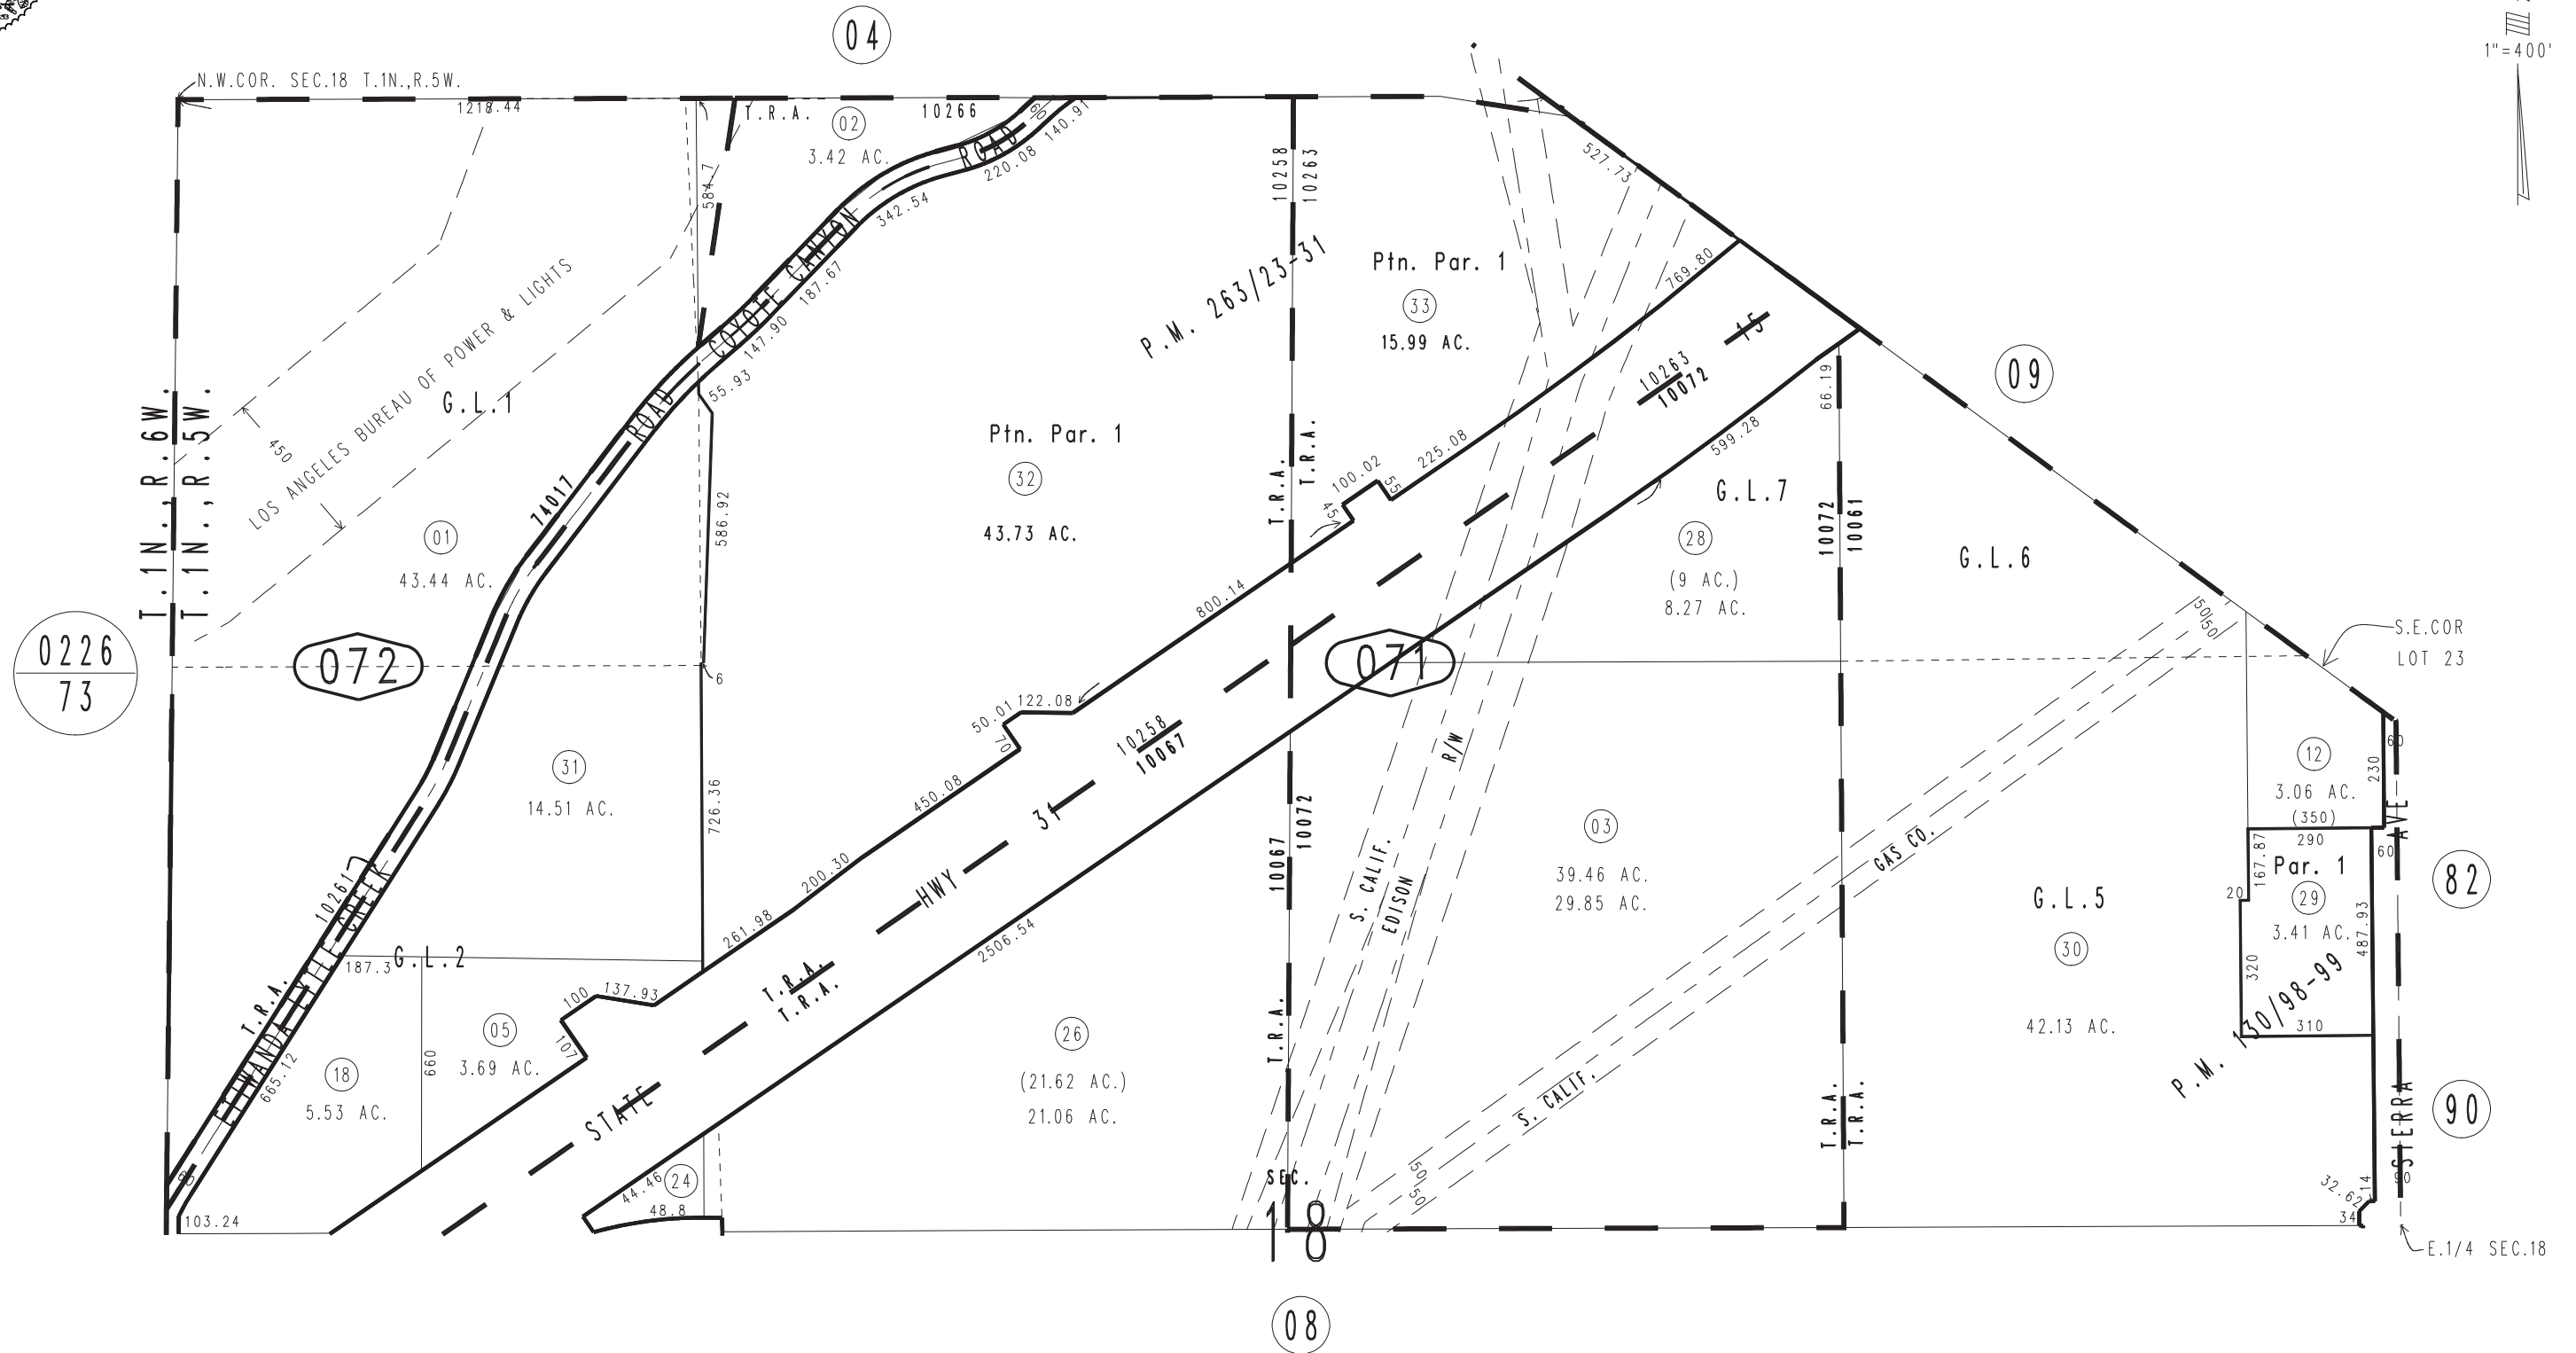 04
1"=400'
N.W.COR. SEC.18 T.1N.,R.5W.
1218.44
T.R.A.
02
3.42 AC.
10266
60
140.91
ROAD
220.08
342.54
CANYON
187.67
COYOTE
147.90
55.93
ROAD
584.7
10258
10263
527.73
769.80
P.M. 263/23-31
Ptn. Par. 1
33
15.99 AC.
15
10263
10072
66.19
09
599.28
LOS ANGELES BUREAU OF POWER & LIGHTS
450
G.L.1
T.1N.,R.6W.
T.1N.,R.5W.
74017
01
43.44 AC.
586.92
Ptn. Par. 1
32
43.73 AC.
T.R.A.
T.R.A.
100.02
55
45
225.08
G.L.7
28
(9 AC.)
8.27 AC.
10072
10061
G.L.6
800.14
0226
73
072
6
071
50/50
S.E.COR
LOT 23
31
14.51 AC.
726.36
50.01
122.08
70
450.08
10258
10067
R/W
31
200.30
261.98
HWY
2506.54
10067
10072
S. CALIF.
EDISON
03
39.46 AC.
29.85 AC.
GAS CO.
12
3.06 AC.
(350)
290
230
60
60
AVE
Par. 1
29
3.41 AC.
167.87
20
320
487.93
310
G.L.5
30
42.13 AC.
P.M. 130/98-99
82
90
10261
ETIWANDA LYTLE CREEK
T.R.A.
G.L.2
187.3
665.12
18
5.53 AC.
660
05
3.69 AC.
100
137.93
107
T.R.A.
T.R.A.
STATE
26
(21.62 AC.)
21.06 AC.
T.R.A.
T.R.A.
T.R.A.
S. CALIF.
50
50
SIERRA
90
14
32.62
34
E.1/4 SEC.18
103.24
44.46
24
48.8
SEC.
18
08